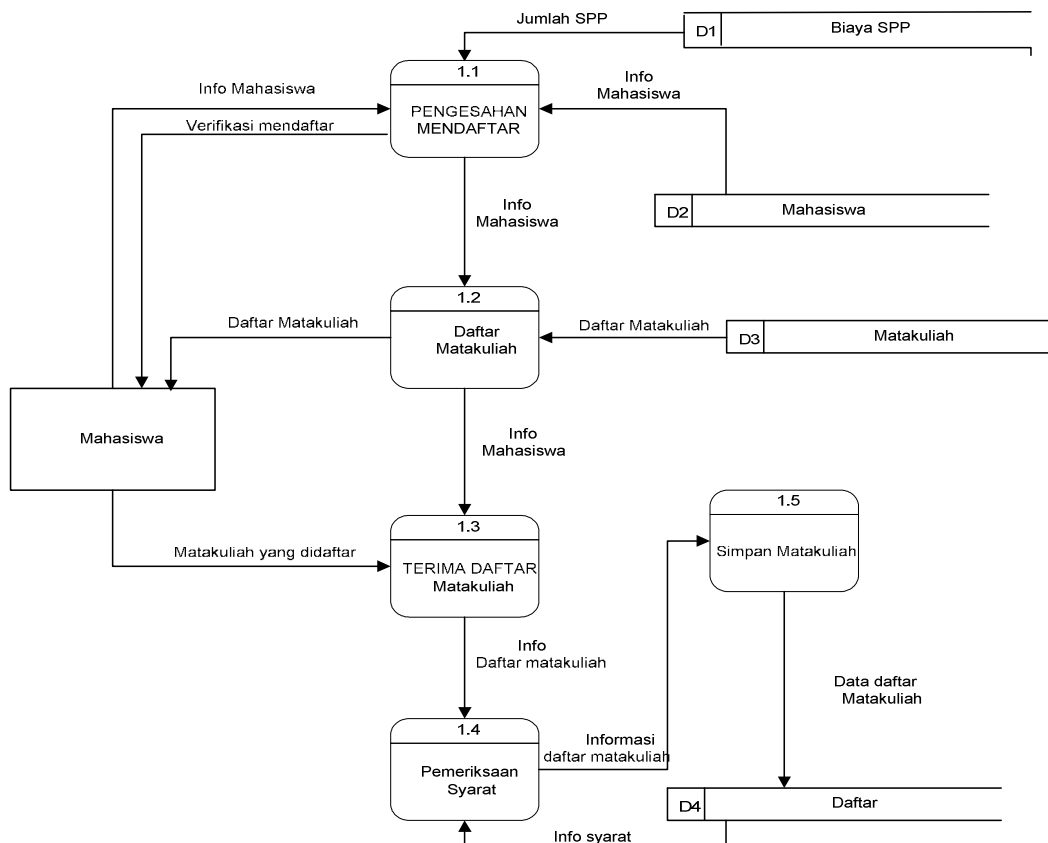 Jumlah SPP
D1
Biaya SPP
1.1
PENGESAHAN
MENDAFTAR
Info Mahasiswa
Verifikasi mendaftar
Info
Mahasiswa
D2
Mahasiswa
Info
Mahasiswa
1.2
Daftar
Matakuliah
Daftar Matakuliah
Daftar Matakuliah
D3
Matakuliah
Mahasiswa
Info
Mahasiswa
1.3
TERIMA DAFTAR
Matakuliah
Matakuliah yang didaftar
1.5
Simpan Matakuliah
Info
Daftar matakuliah
Data daftar
Matakuliah
1.4
Pemeriksaan
Syarat
Informasi
daftar matakuliah
D4
Daftar
Info syarat